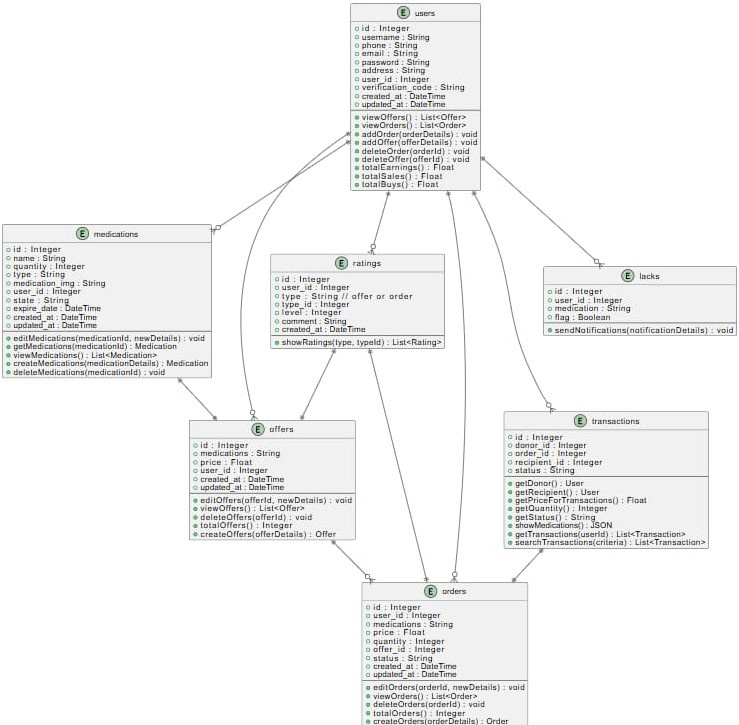 E users
id : Integer
username : String
phone : String
email : String
password : String
address : String
user_id : Integer
verification_code : String
created_at : DateTime
updated_at : DateTime
viewOffers() : List<Offer>
viewOrders() : List<Order>
addOrder(orderDetails) : void
addOffer(offerDetails) : void
deleteOrder(orderId) : void
deleteOffer(offerId) : void
totalEarnings() : Float
totalSales() : Float
totalBuys() : Float
E medications
id : Integer
name : String
quantity : Integer
type : String
medication_img : String
user_id : Integer
state : String
expire_date : DateTime
created_at : DateTime
updated_at : DateTime
editMedications(medicationId, newDetails) : void
getMedications(medicationId) : Medication
viewMedications() : List<Medication>
createMedications(medicationDetails) : Medication
deleteMedications(medicationId) : void
E ratings
id : Integer
user_id : Integer
type : String // offer or order
type_id : Integer
level : Integer
comment : String
created_at : DateTime
showRatings(type, typeId) : List<Rating>
E lacks
id : Integer
user_id : Integer
medication : String
flag : Boolean
sendNotifications(notificationDetails) : void
E offers
id : Integer
medications : String
price : Float
user_id : Integer
created_at : DateTime
updated_at : DateTime
editOffers(offerId, newDetails) : void
viewOffers() : List<Offer>
deleteOffers(offerId) : void
totalOffers() : Integer
createOffers(offerDetails) : Offer
E transactions
id : Integer
donor_id : Integer
order_id : Integer
recipient_id : Integer
status : String
getDonor() : User
getRecipient() : User
getPriceForTransactions() : Float
getQuantity() : Integer
getStatus() : String
showMedications() : JSON
getTransactions(userId) : List<Transaction>
searchTransactions(criteria) : List<Transaction>
E orders
id : Integer
user_id : Integer
medications : String
price : Float
quantity : Integer
offer_id : Integer
status : String
created_at : DateTime
updated_at : DateTime
editOrders(orderId, newDetails) : void
viewOrders() : List<Order>
deleteOrders(orderId) : void
totalOrders() : Integer
createOrders(orderDetails) : Order